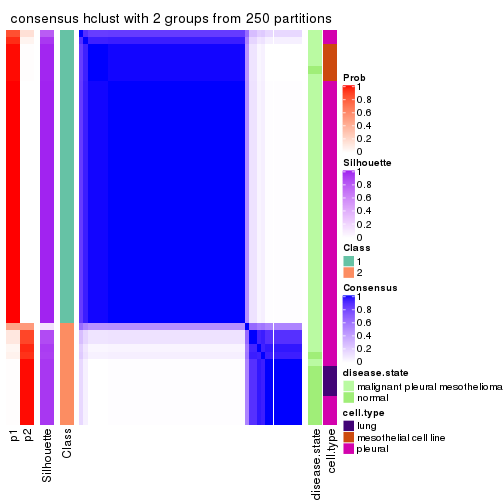 consensus hclust with 2 groups from 250 partitions
Prob
1
0.8
0.6
0.4
0.2
0
Silhouette
1
0.8
0.6
0.4
0.2
0
Class
1
2
Consensus
1
0.8
0.6
0.4
0.2
0
disease.state
malignant pleural mesothelioma
normal
cell.type
lung
mesothelial cell line
pleural
p1
p2
Silhouette
Class
disease.state
cell.type